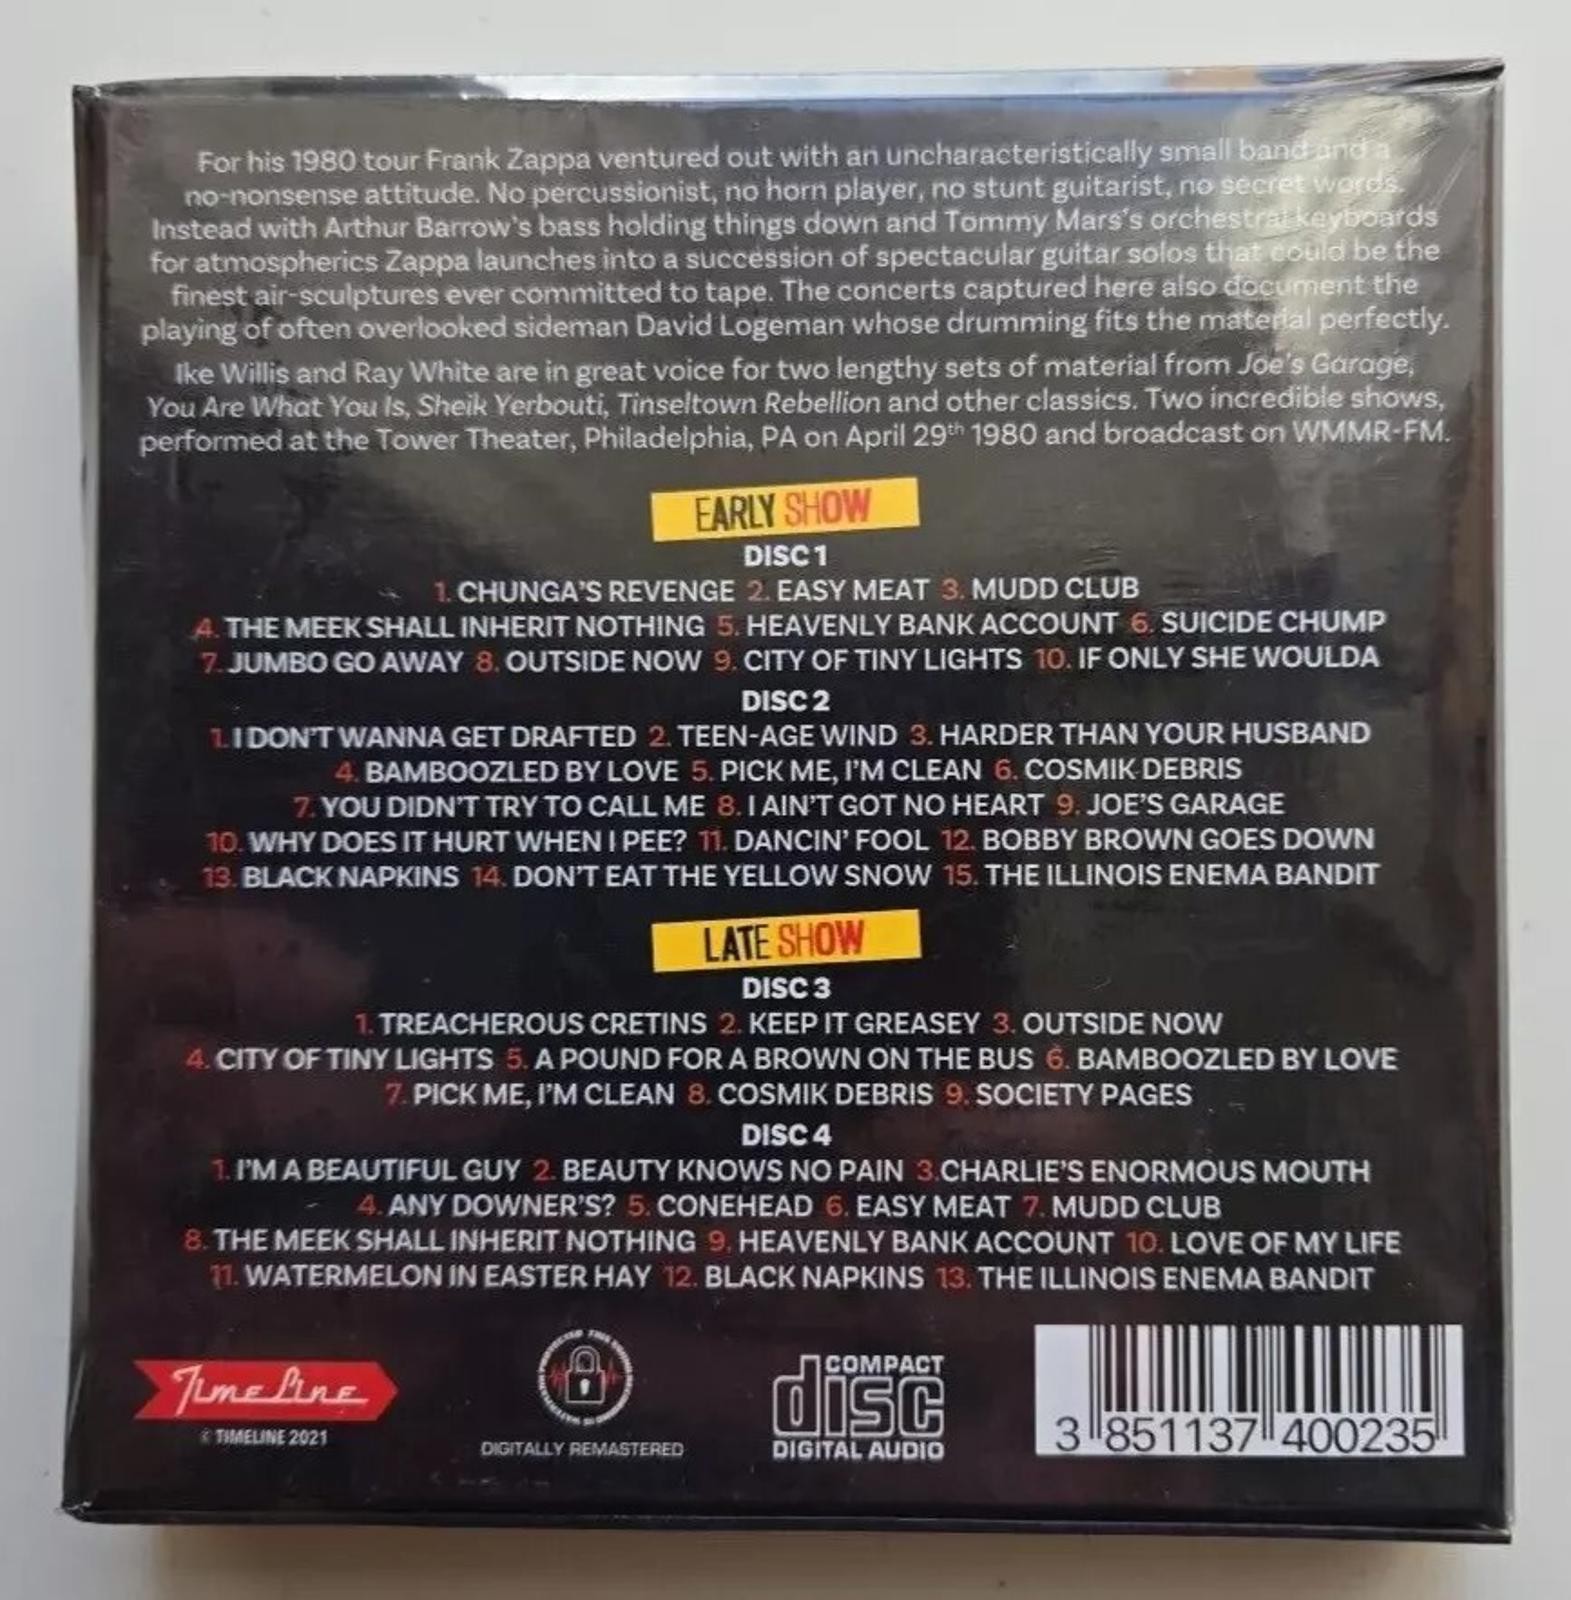 For his 1980 tour Frank Zappa ventured out with an uncharacteristically small band and a
no-nonsense attitude. No percussionist, no horn player, no stunt guitarist, no secret words.
Instead with Arthur Barrow's bass holding things down and Tommy Mars's orchestral keyboards
for atmospherics Zappa launches into a succession of spectacular guitar solos that could be the
finest air-sculptures ever committed to tape. The concerts captured here also document the
playing of often overlooked sideman David Logeman whose drumming fits the material perfectly.
Ike Willis and Ray White are in great voice for two lengthy sets of material from Joe's Garage,
You Are What You Is, Sheik Yerbouti, Tinseltown Rebellion and other classics. Two incredible shows,
performed at the Tower Theater, Philadelphia, PA on April 29th 1980 and broadcast on WMMR-FM.
EARLY SHOW
DISC 1
1. CHUNGA'S REVENGE 2. EASY MEAT 3. MUDD CLUB
4. THE MEEK SHALL INHERIT NOTHING 5. HEAVENLY BANK ACCOUNT 6. SUICIDE CHUMP
7. JUMBO GO AWAY 8. OUTSIDE NOW 9. CITY OF TINY LIGHTS 10. IF ONLY SHE WOULDA
DISC 2
1. I DON'T WANNA GET DRAFTED 2. TEEN-AGE WIND 3. HARDER THAN YOUR HUSBAND
4. BAMBOOZLED BY LOVE 5. PICK ME, I'M CLEAN 6. COSMIK DEBRIS
7. YOU DIDN'T TRY TO CALL ME 8. I AIN'T GOT NO HEART 9. JOE'S GARAGE
10. WHY DOES IT HURT WHEN I PEE? 11. DANCIN' FOOL 12. BOBBY BROWN GOES DOWN
13. BLACK NAPKINS 14. DON'T EAT THE YELLOW SNOW 15. THE ILLINOIS ENEMA BANDIT
LATE SHOW
DISC 3
1. TREACHEROUS CRETINS 2. KEEP IT GREASEY 3. OUTSIDE NOW
4. CITY OF TINY LIGHTS 5. A POUND FOR A BROWN ON THE BUS 6. BAMBOOZLED BY LOVE
7. PICK ME, I'M CLEAN 8. COSMIK DEBRIS 9. SOCIETY PAGES
DISC 4
1. I'M A BEAUTIFUL GUY 2. BEAUTY KNOWS NO PAIN 3.CHARLIE'S ENORMOUS MOUTH
4. ANY DOWNER'S? 5. CONEHEAD 6. EASY MEAT 7. MUDD CLUB
8. THE MEEK SHALL INHERIT NOTHING 9. HEAVENLY BANK ACCOUNT 10. LOVE OF MY LIFE
11. WATERMELON IN EASTER HAY 12. BLACK NAPKINS 13. THE ILLINOIS ENEMA BANDIT
TimeLine
© TIMELINE 2021
DIGITALLY REMASTERED
COMPACT
disc
DIGITAL AUDIO
3 851137 400235